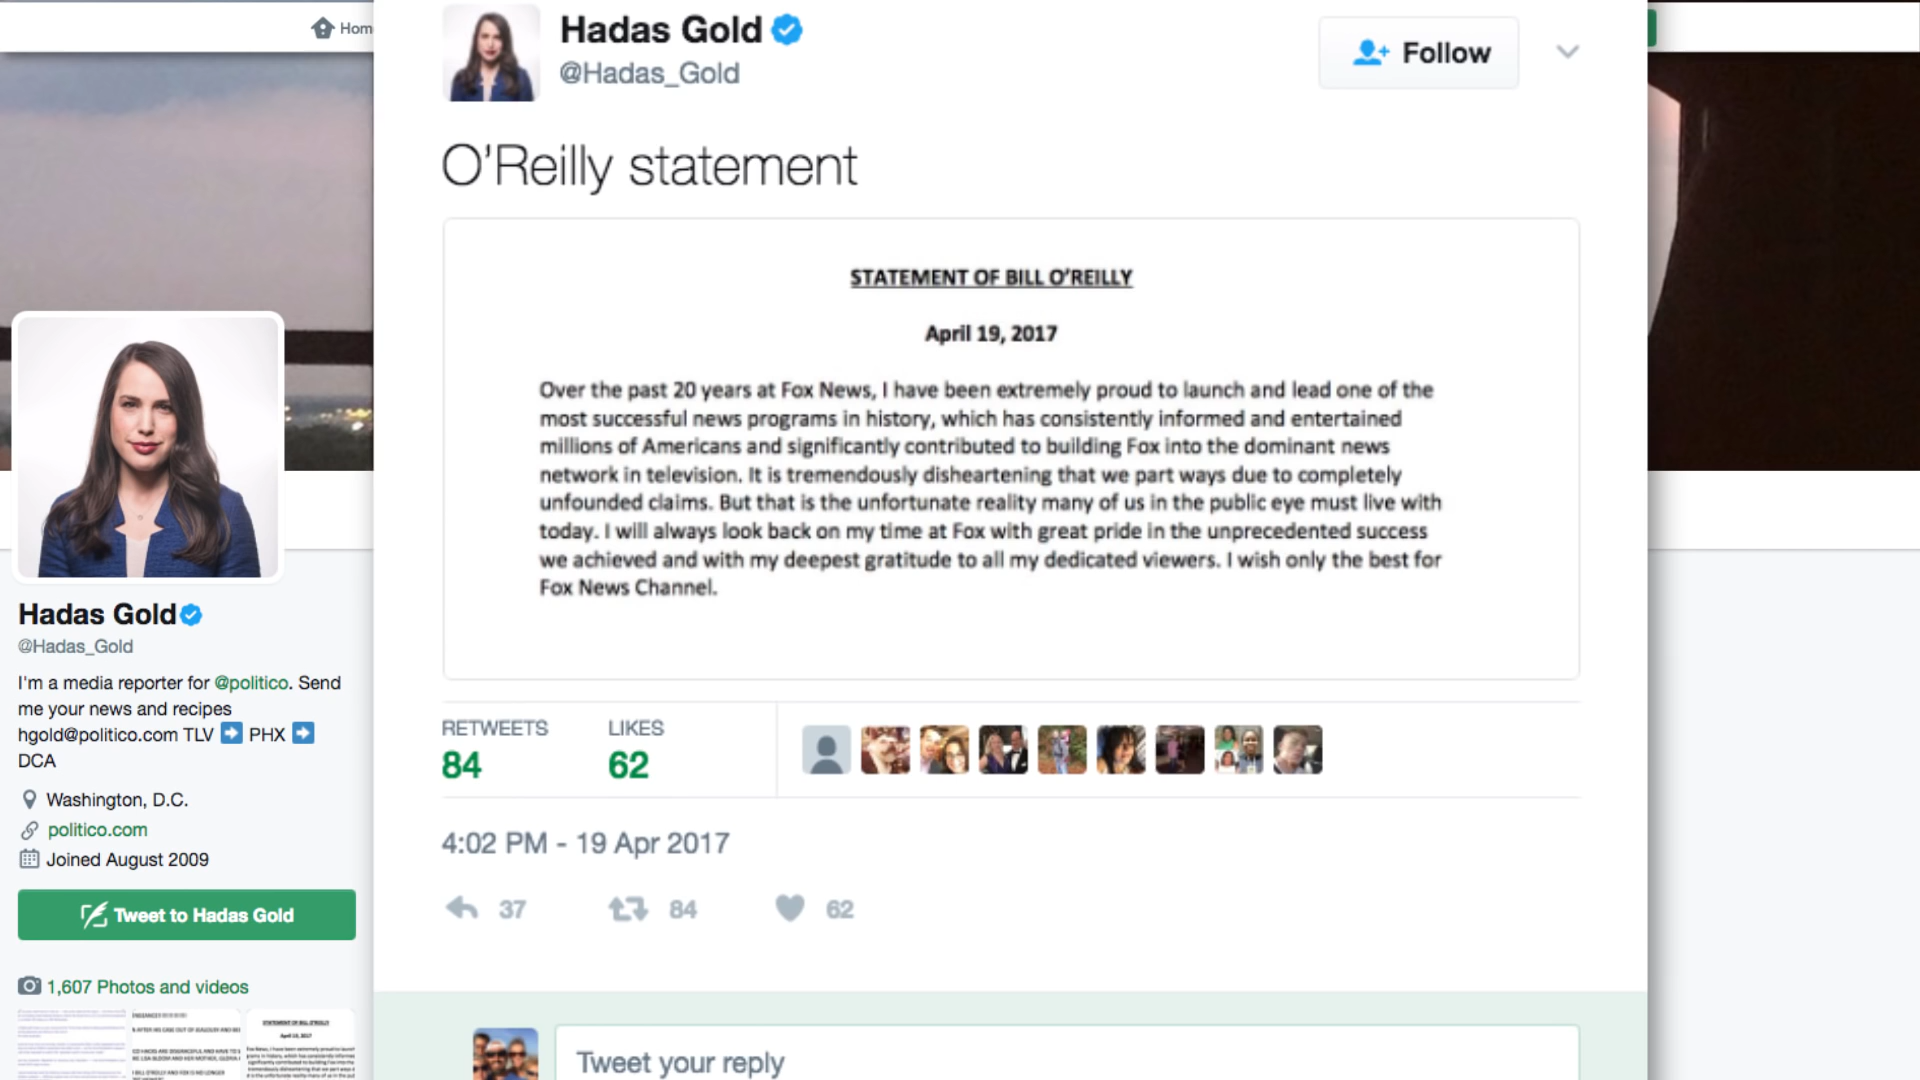 Hom
Hadas Gold
@Hadas_Gold
Follow
O'Reilly statement
STATEMENT OF BILL O'REILLY
April 19, 2017
Over the past 20 years at Fox News, I have been extremely proud to launch and lead one of the
most successful news programs in history, which has consistently informed and entertained
millions of Americans and significantly contributed to building Fox into the dominant news
network in television. It is tremendously disheartening that we part ways due to completely
unfounded claims. But that is the unfortunate reality many of us in the public eye must live with
today. I will always look back on my time at Fox with great pride in the unprecedented success
we achieved and with my deepest gratitude to all my dedicated viewers. I wish only the best for
Fox News Channel.
RETWEETS
84
LIKES
62
4:02 PM - 19 Apr 2017
37
84
62
Tweet your reply
Hadas Gold
@Hadas_Gold
I'm a media reporter for @politico. Send
me your news and recipes
hgold@politico.com TLV ➡ PHX ➡
DCA
Washington, D.C.
politico.com
Joined August 2009
Tweet to Hadas Gold
1,607 Photos and videos
STATEMENT OF BILL O'REILLY
April 19, 2017